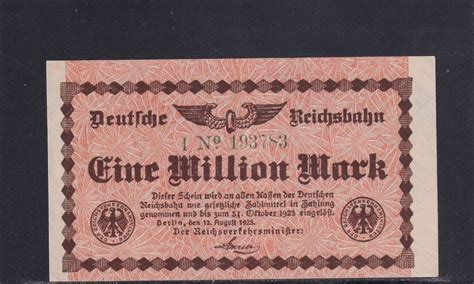 Deutsche Reichsbahn
I No 193783
Eine Million Mark
Dieser Schein wird an allen Kassen der Deutschen
Reichsbahn wie gesetzliche Zahlmittel in Zahlung
genommen und bis zum 31. Oktober 1923 eingelöst.
Berlin, den 12. August 1923.
Der Reichsverkehrsminister: